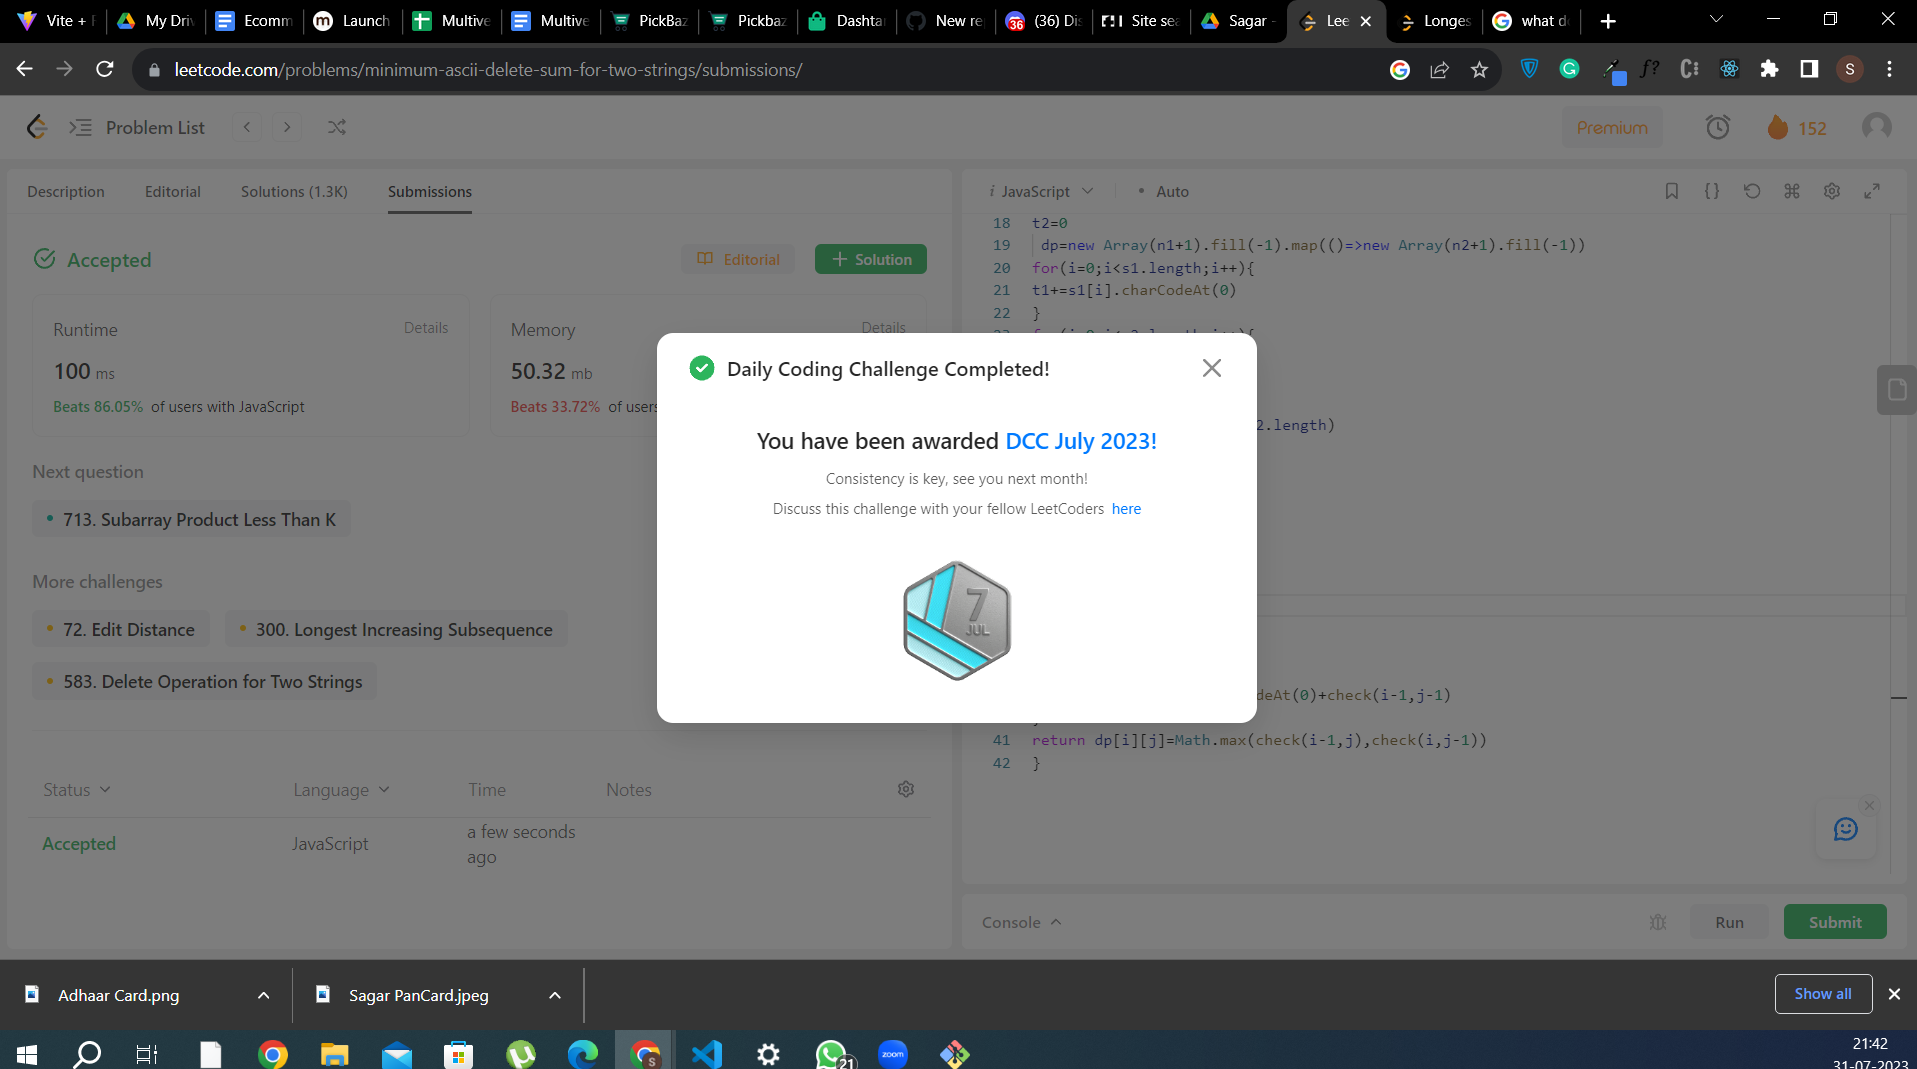 Vite + 
My Driv
Ecomm
Launch
Multive
Multive
PickBaz
Pickbaz
Dashta
New re
(36) Dis
Site sea
Sagar -
Lee
Longes
what d
leetcode.com/problems/minimum-ascii-delete-sum-for-two-strings/submissions/
S
Problem List
Premium
152
Description
Editorial
Solutions (1.3K)
Submissions
Accepted
Editorial
+ Solution
Runtime
Details
100 ms
Beats 86.05% of users with JavaScript
Memory
Details
50.32 mb
Beats 33.72% of users
Next question
713. Subarray Product Less Than K
More challenges
72. Edit Distance
300. Longest Increasing Subsequence
583. Delete Operation for Two Strings
Status
Language
Time
Notes
Accepted
JavaScript
a few seconds
ago
i JavaScript
• Auto
18 t2=0
19 dp=new Array(n1+1).fill(-1).map(()=>new Array(n2+1).fill(-1))
20 for(i=0;i<s1.length;i++){
21 t1+=s1[i].charCodeAt(0)
22 }
2.length)
deAt(0)+check(i-1,j-1)
41 return dp[i][j]=Math.max(check(i-1,j),check(i,j-1))
42 }
Daily Coding Challenge Completed!
You have been awarded DCC July 2023!
Consistency is key, see you next month!
Discuss this challenge with your fellow LeetCoders here
7
JUL
Console
Run
Submit
Adhaar Card.png
Sagar PanCard.jpeg
Show all
S
21
zoom
21:42
31-07-2023